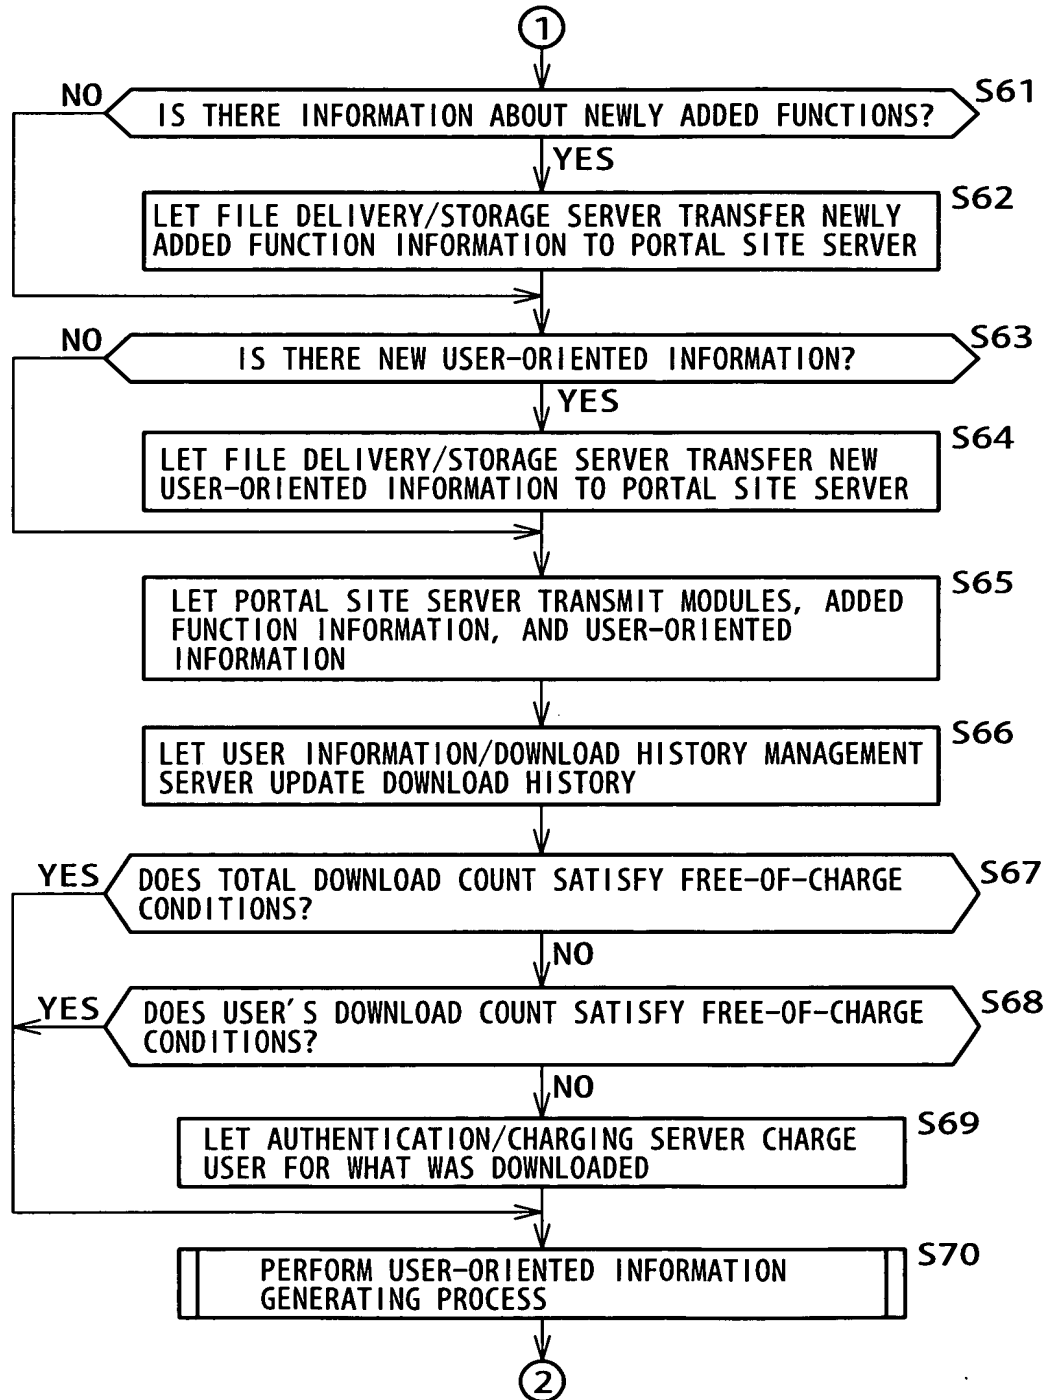 1
NO
IS THERE INFORMATION ABOUT NEWLY ADDED FUNCTIONS?
S61
YES
LET FILE DELIVERY/STORAGE SERVER TRANSFER NEWLY
ADDED FUNCTION INFORMATION TO PORTAL SITE SERVER
S62
NO
IS THERE NEW USER-ORIENTED INFORMATION?
S63
YES
LET FILE DELIVERY/STORAGE SERVER TRANSFER NEW
USER-ORIENTED INFORMATION TO PORTAL SITE SERVER
S64
LET PORTAL SITE SERVER TRANSMIT MODULES, ADDED
FUNCTION INFORMATION, AND USER-ORIENTED
INFORMATION
S65
LET USER INFORMATION/DOWNLOAD HISTORY MANAGEMENT
SERVER UPDATE DOWNLOAD HISTORY
S66
YES
DOES TOTAL DOWNLOAD COUNT SATISFY FREE-OF-CHARGE
CONDITIONS?
S67
NO
YES
DOES USER'S DOWNLOAD COUNT SATISFY FREE-OF-CHARGE
CONDITIONS?
S68
NO
LET AUTHENTICATION/CHARGING SERVER CHARGE
USER FOR WHAT WAS DOWNLOADED
S69
PERFORM USER-ORIENTED INFORMATION
GENERATING PROCESS
S70
2